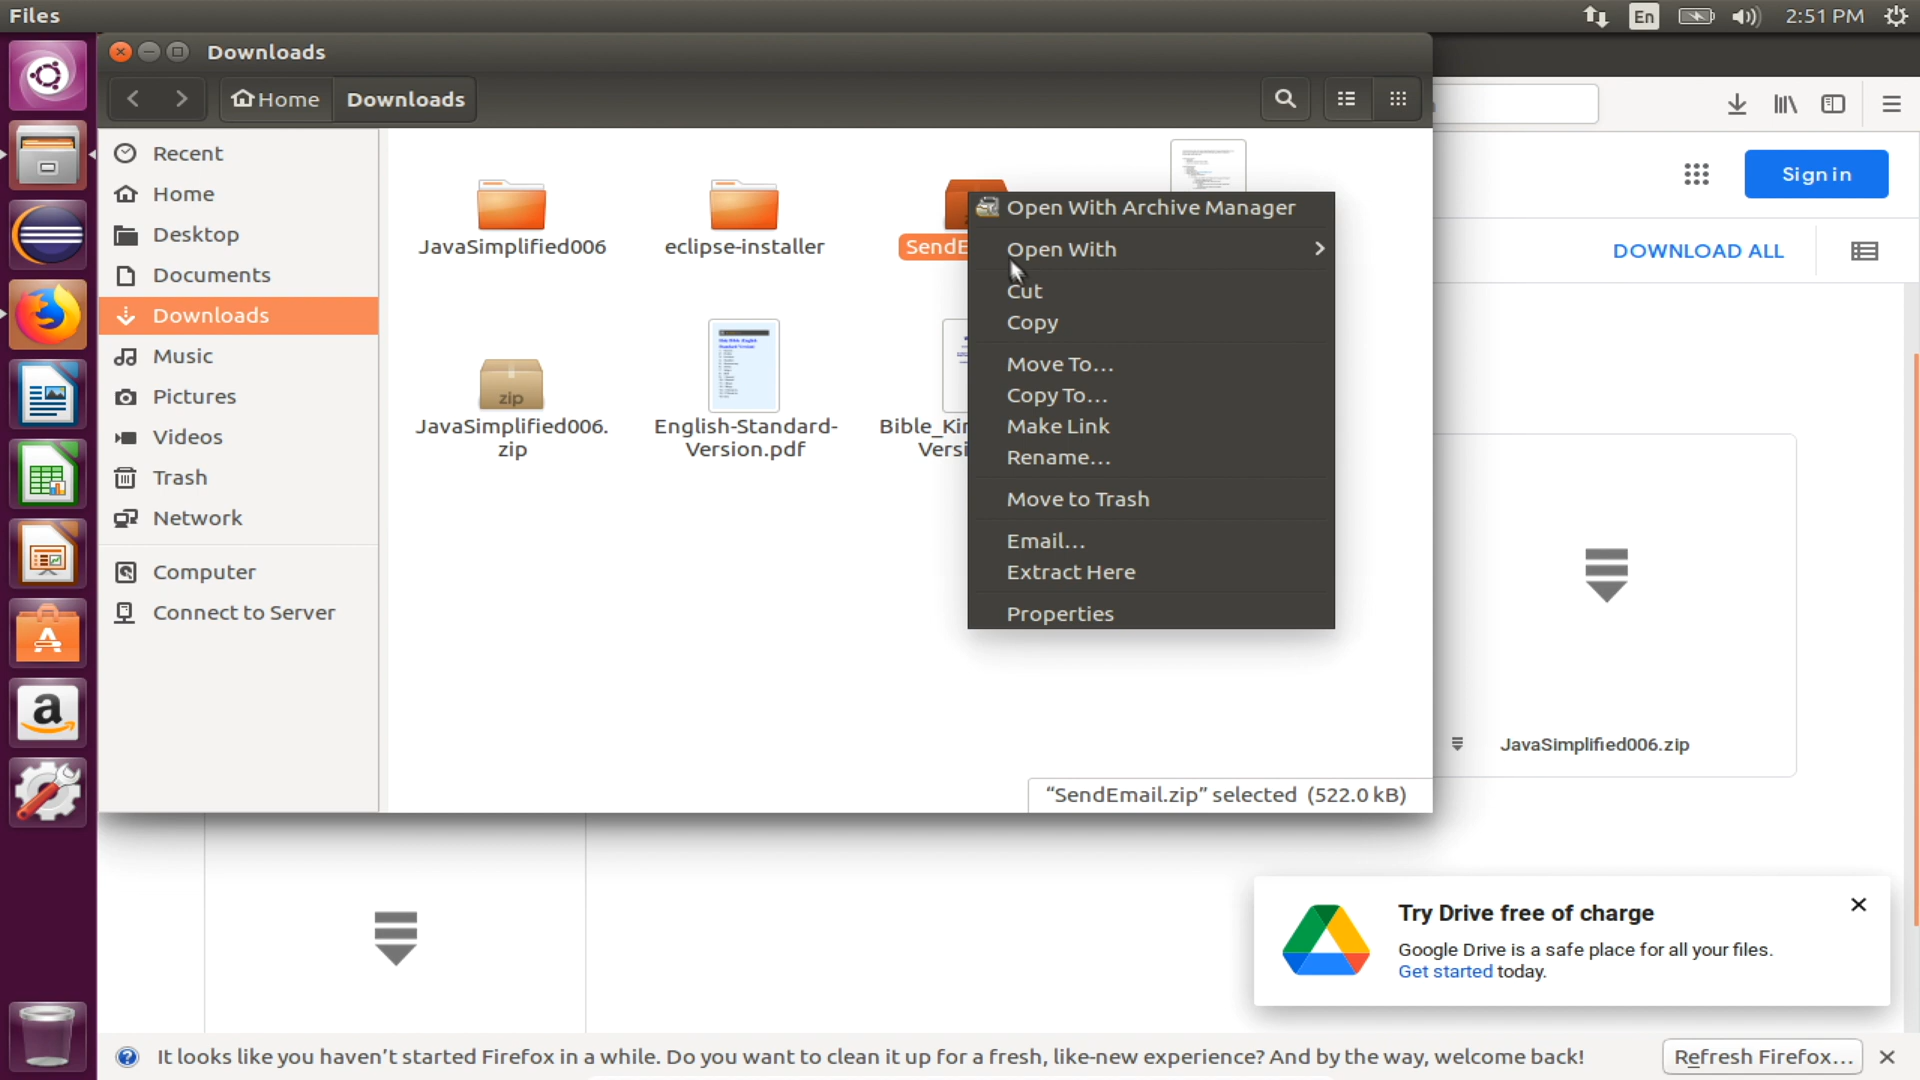 Files
En
2:51 PM
Downloads
Home
Downloads
Sign in
DOWNLOAD ALL
Recent
Home
Desktop
Documents
Downloads
Music
Pictures
Videos
Trash
Network
Computer
Connect to Server
JavaSimplified006
eclipse-installer
SendE
zip
JavaSimplified006.
zip
English-Standard-
Version.pdf
Bible_Kin
Versi
Open With Archive Manager
Open With
Cut
Copy
Move To...
Copy To...
Make Link
Rename...
Move to Trash
Email...
Extract Here
Properties
“SendEmail.zip” selected (522.0 kB)
JavaSimplified006.zip
Try Drive free of charge
Google Drive is a safe place for all your files.
Get started today.
It looks like you haven’t started Firefox in a while. Do you want to clean it up for a fresh, like-new experience? And by the way, welcome back!
Refresh Firefox...